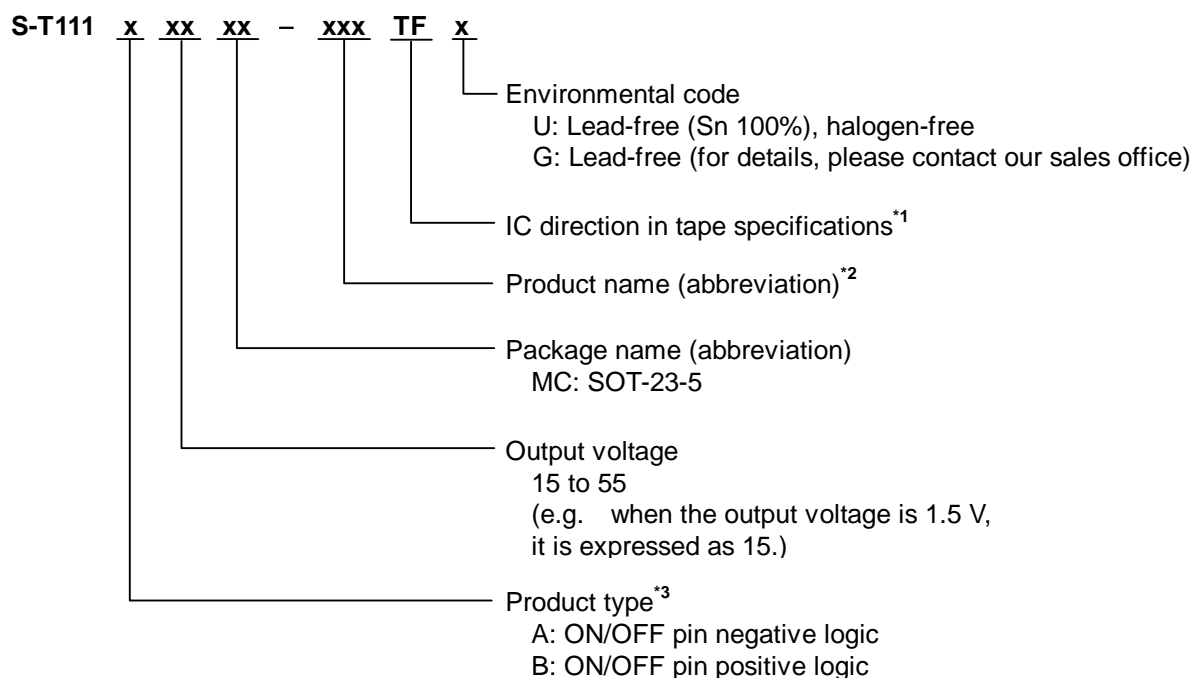 S-T111 x xx xx – xxx TF x
Environmental code
U: Lead-free (Sn 100%), halogen-free
G: Lead-free (for details, please contact our sales office)
IC direction in tape specifications*1
Product name (abbreviation)*2
Package name (abbreviation)
MC: SOT-23-5
Output voltage
15 to 55
(e.g. when the output voltage is 1.5 V,
it is expressed as 15.)
Product type*3
A: ON/OFF pin negative logic
B: ON/OFF pin positive logic